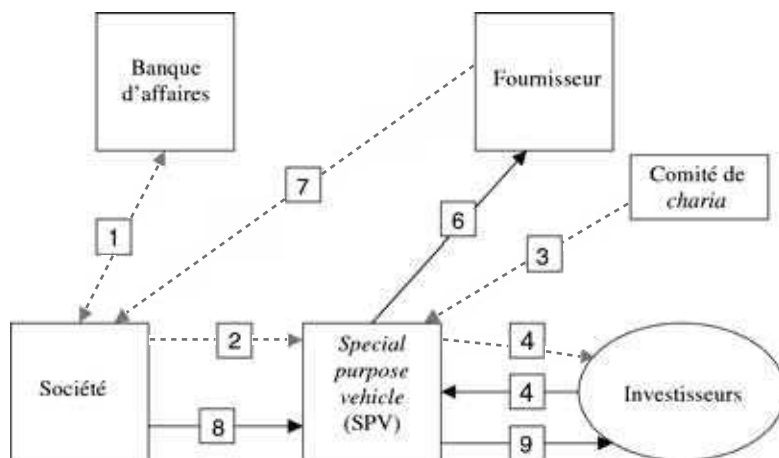 Banque
d'affaires
Fournisseur
Comité de
charia
7
1
6
3
2
4
Société
Special
purpose
vehicle
(SPV)
4
Investisseurs
8
9